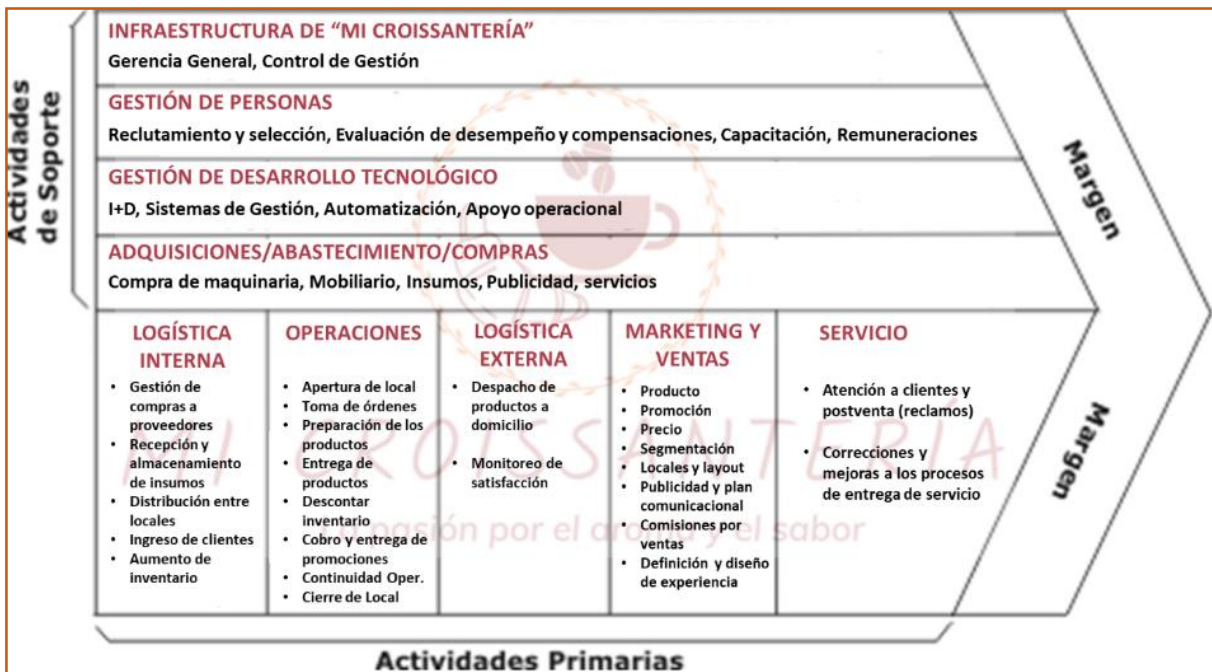 INFRAESTRUCTURA DE “MI CROISSANTERÍA”
Gerencia General, Control de Gestión
GESTIÓN DE PERSONAS
Reclutamiento y selección, Evaluación de desempeño y compensaciones, Capacitación, Remuneraciones
GESTIÓN DE DESARROLLO TECNOLÓGICO
I+D, Sistemas de Gestión, Automatización, Apoyo operacional
ADQUISICIONES/ABASTECIMIENTO/COMPRAS
Compra de maquinaria, Mobiliario, Insumos, Publicidad, servicios
Actividades
de Soporte
Margen
LOGÍSTICA
INTERNA
• Gestión de
compras a
proveedores
• Recepción y
almacenamiento
de insumos
• Distribución entre
locales
• Ingreso de clientes
• Aumento de
inventario
OPERACIONES
• Apertura de local
• Toma de órdenes
• Preparación de los
productos
• Entrega de
productos
• Descontar
inventario
• Cobro y entrega de
promociones
• Continuidad Oper.
• Cierre de Local
LOGÍSTICA
EXTERNA
• Despacho de
productos a
domicilio
• Monitoreo de
satisfacción
MARKETING Y
VENTAS
• Producto
• Promoción
• Precio
• Segmentación
• Locales y layout
• Publicidad y plan
comunicacional
• Comisiones por
ventas
• Definición y diseño
de experiencia
SERVICIO
• Atención a clientes y
postventa (reclamos)
• Correcciones y
mejoras a los procesos
de entrega de servicio
Margen
MI CROISSANTERÍA
pasión por el aroma y el sabor
Actividades Primarias